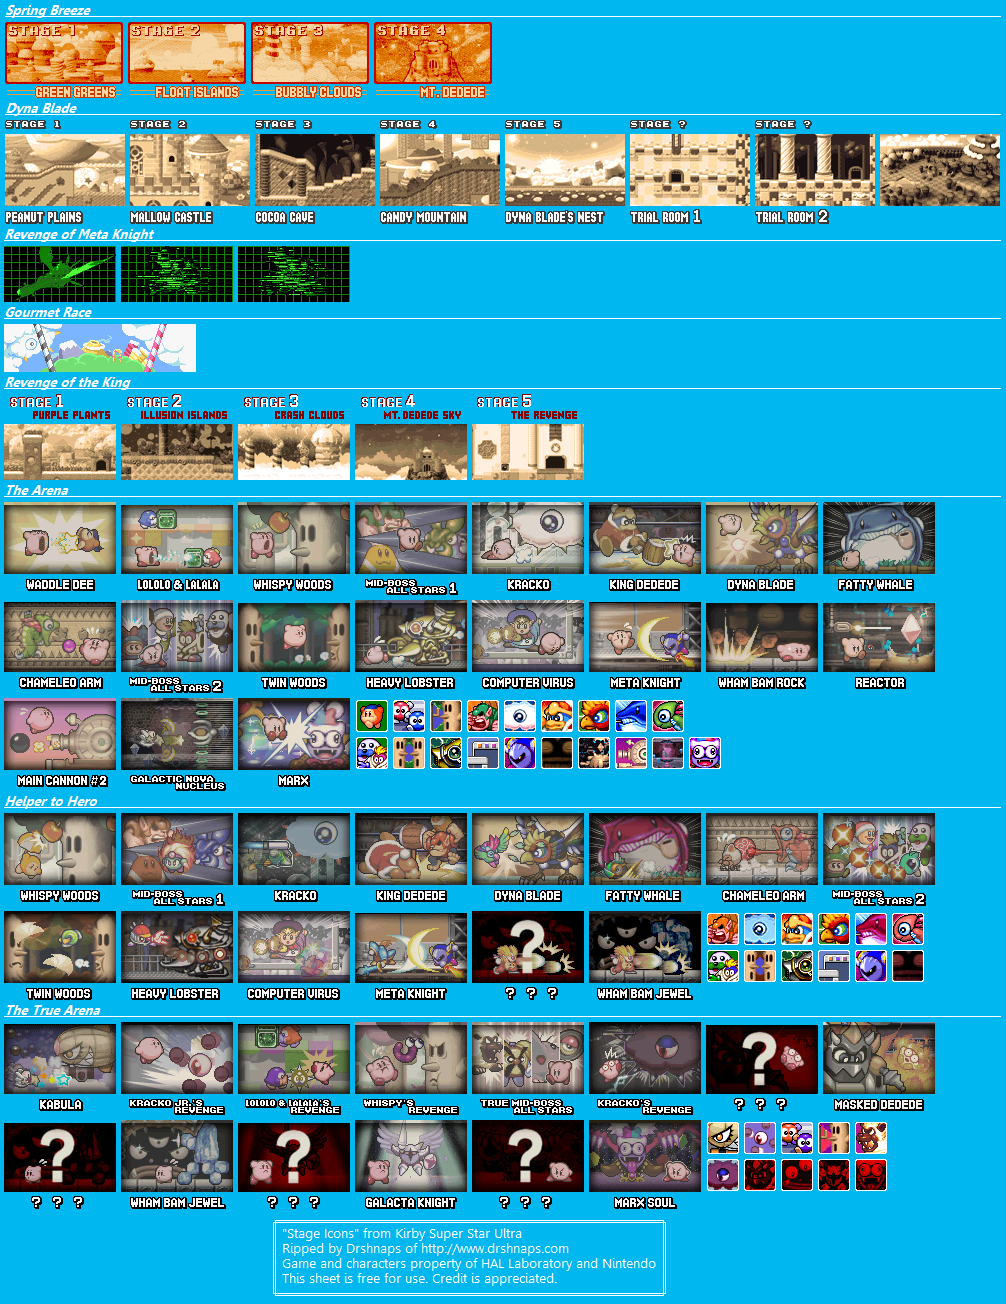 Spring Breeze
STAGE 1 STAGE 2 STAGE 3 STAGE 4
GREEN GREENS FLOAT ISLANDS BUBBLY CLOUDS MT. DEDEDE
Dyna Blade
STAGE 1 STAGE 2 STAGE 3 STAGE 4 STAGE 5 STAGE ? STAGE ?
PEANUT PLAINS MALLOW CASTLE COCOA CAVE CANDY MOUNTAIN DYNA BLADE'S NEST TRIAL ROOM 1 TRIAL ROOM 2
Revenge of Meta Knight
Gourmet Race
Revenge of the King
STAGE 1 STAGE 2 STAGE 3 STAGE 4 STAGE 5
PURPLE PLANTS ILLUSION ISLANDS CRASH CLOUDS MT. DEDEDE SKY THE REVENGE
The Arena
WADDLE DEE LOLOLO & LALALA WHISPY WOODS MID-BOSS ALL STARS 1 KRACKO KING DEDEDE DYNA BLADE FATTY WHALE
CHAMELEO ARM MID-BOSS ALL STARS 2 TWIN WOODS HEAVY LOBSTER COMPUTER VIRUS META KNIGHT WHAM BAM ROCK REACTOR
MAIN CANNON #2 GALACTIC NOVA NUCLEUS MARX
Helper to Hero
WHISPY WOODS MID-BOSS ALL STARS 1 KRACKO KING DEDEDE DYNA BLADE FATTY WHALE CHAMELEO ARM MID-BOSS ALL STARS 2
?
TWIN WOODS HEAVY LOBSTER COMPUTER VIRUS META KNIGHT ? ? ? WHAM BAM JEWEL
The True Arena
?
KABULA KRACKO JR.'S REVENGE LOLOLO & LALALA'S REVENGE WHISPY'S REVENGE TRUE MID-BOSS ALL STARS KRACKO'S REVENGE ? ? ? MASKED DEDEDE
? ? ?
? ? ? WHAM BAM JEWEL ? ? ? GALACTA KNIGHT ? ? ? MARX SOUL
"Stage Icons" from Kirby Super Star Ultra
Ripped by Drshnaps of http://www.drshnaps.com
Game and characters property of HAL Laboratory and Nintendo
This sheet is free for use. Credit is appreciated.